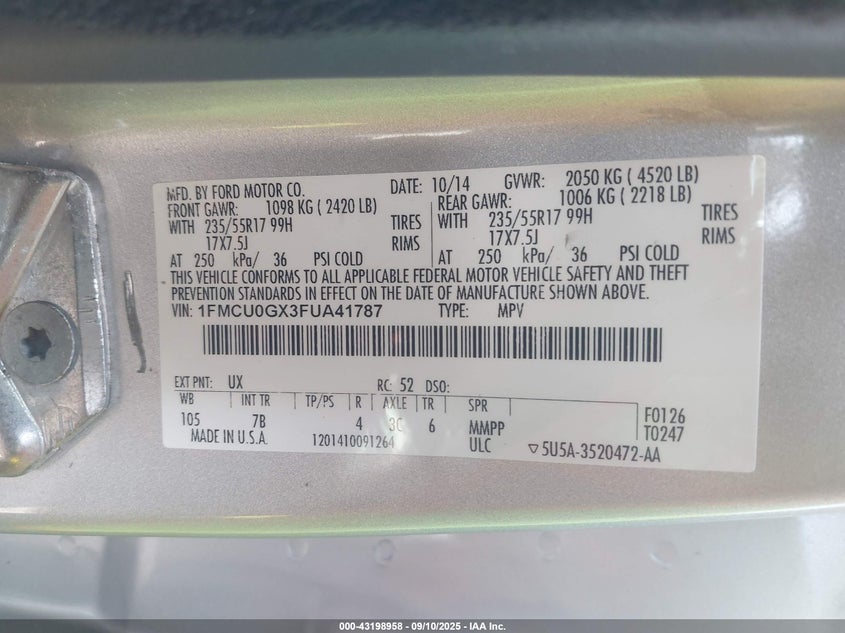 MFD. BY FORD MOTOR CO. DATE: 10/14 GVWR: 2050 KG ( 4520 LB)
FRONT GAWR: 1098 KG ( 2420 LB) REAR GAWR: 1006 KG ( 2218 LB)
WITH 235/55R17 99H TIRES WITH 235/55R17 99H TIRES
17X7.5J RIMS 17X7.5J RIMS
AT 250 kPa/ 36 PSI COLD AT 250 kPa/ 36 PSI COLD
THIS VEHICLE CONFORMS TO ALL APPLICABLE FEDERAL MOTOR VEHICLE SAFETY AND THEFT
PREVENTION STANDARDS IN EFFECT ON THE DATE OF MANUFACTURE SHOWN ABOVE.
VIN: 1FMCU0GX3FUA41787 TYPE: MPV
EXT PNT: UX RC: 52 DSO:
WB INT TR TP/PS R AXLE TR SPR
105 7B 4 3C 6 MMPP
F0126
T0247
MADE IN U.S.A. 1201410091264 ULC ▽5U5A-3520472-AA
000-43198958 - 09/10/2025 - IAA Inc.